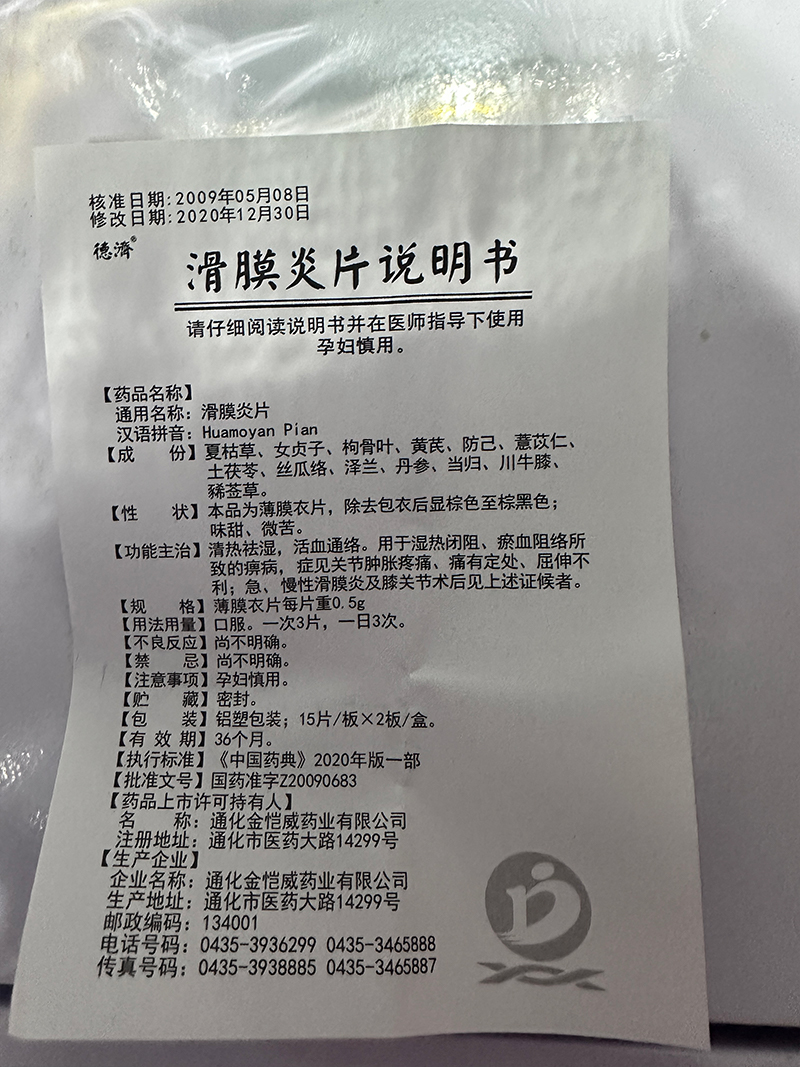 核准日期:2009年05月08日
修改日期:2020年12月30日
德濟®
滑膜炎片说明书
请仔细阅读说明书并在医师指导下使用
孕妇慎用。
【药品名称】
通用名称：滑膜炎片
汉语拼音：Huamoyan Pian
【成 份】夏枯草、女贞子、枸骨叶、黄芪、防己、薏苡仁、
土茯苓、丝瓜络、泽兰、丹参、当归、川牛膝、
豨莶草。
【性 状】本品为薄膜衣片，除去包衣后显棕色至棕黑色；
味甜、微苦。
【功能主治】清热祛湿，活血通络。用于湿热闭阻、瘀血阻络所
致的痹病，症见关节肿胀疼痛、痛有定处、屈伸不
利；急、慢性滑膜炎及膝关节术后见上述证候者。
【规 格】薄膜衣片每片重0.5g
【用法用量】口服。一次3片，一日3次。
【不良反应】尚不明确。
【禁 忌】尚不明确。
【注意事项】孕妇慎用。
【贮 藏】密封。
【包 装】铝塑包装；15片/板×2板/盒。
【有 效 期】36个月。
【执行标准】《中国药典》2020年版一部
【批准文号】国药准字Z20090683
【药品上市许可持有人】
名 称：通化金恺威药业有限公司
注册地址：通化市医药大路14299号
【生产企业】
企业名称：通化金恺威药业有限公司
生产地址：通化市医药大路14299号
邮政编码：134001
电话号码：0435-3936299 0435-3465888
传真号码：0435-3938885 0435-3465887